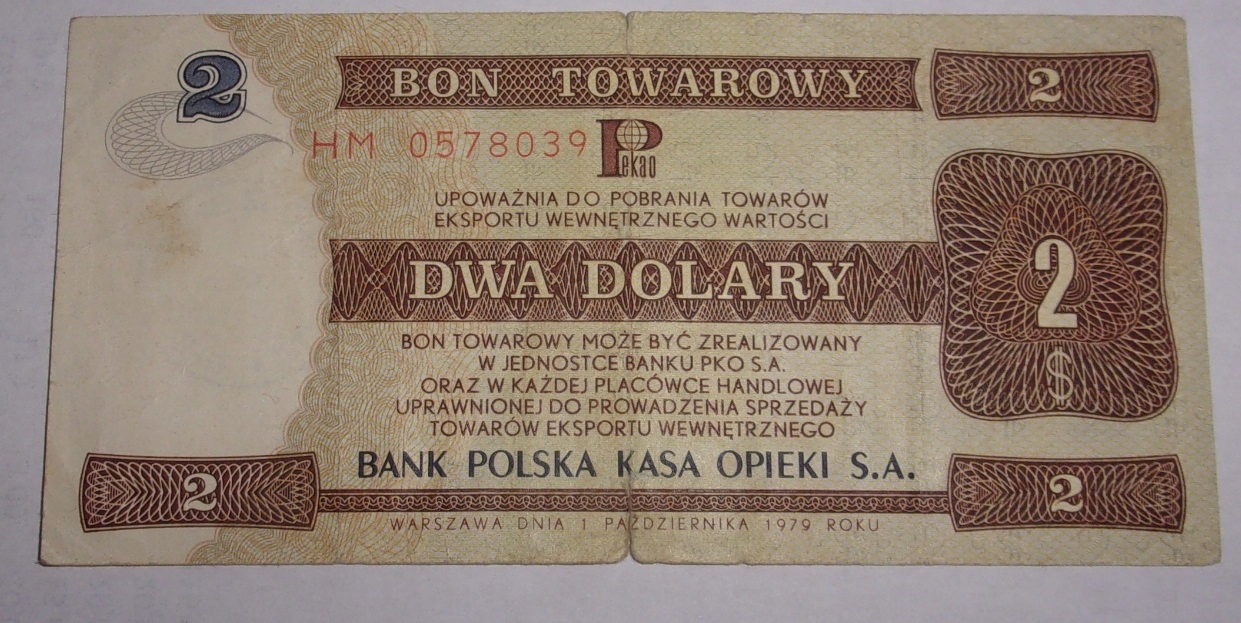 2
BON TOWAROWY
2
HM 0578039
Pekao
UPOWAŻNIA DO POBRANIA TOWARÓW
EKSPORTU WEWNĘTRZNEGO WARTOŚCI
DWA DOLARY
2
$
BON TOWAROWY MOŻE BYĆ ZREALIZOWANY
W JEDNOSTCE BANKU PKO S.A.
ORAZ W KAŻDEJ PLACÓWCE HANDLOWEJ
UPRAWNIONEJ DO PROWADZENIA SPRZEDAŻY
TOWARÓW EKSPORTU WEWNĘTRZNEGO
BANK POLSKA KASA OPIEKI S.A.
2
2
WARSZAWA DNIA 1 PAŹDZIERNIKA 1979 ROKU